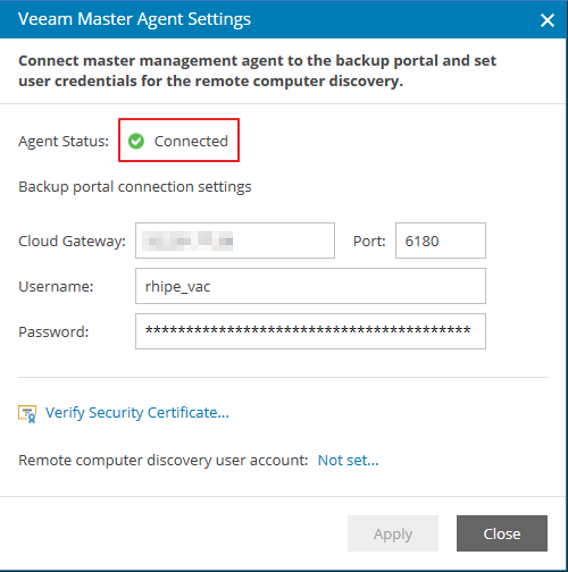 Veeam Master Agent Settings
Connect master management agent to the backup portal and set
user credentials for the remote computer discovery.
Agent Status: Connected
Backup portal connection settings
Cloud Gateway: Port: 6180
Username: rhipe_vac
Password: ****************************************
Verify Security Certificate...
Remote computer discovery user account: Not set...
Apply Close